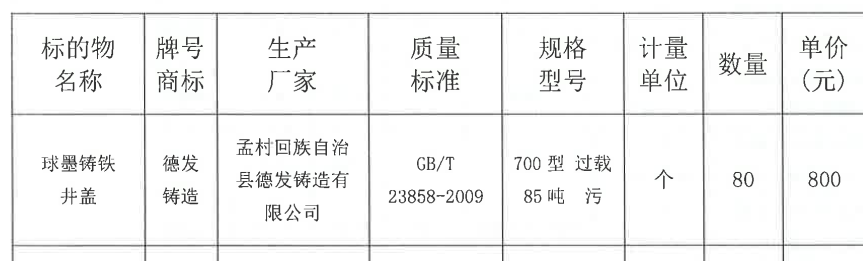 标的物 牌号 生产 质量 规格 计量 数量 单价
名称 商标 厂家 标准 型号 单位 (元)
球墨铸铁 德发 孟村回族自治 GB/T 700 型 过载 个 80 800
井盖 铸造 县德发铸造有 23858-2009 85 吨 污
限公司